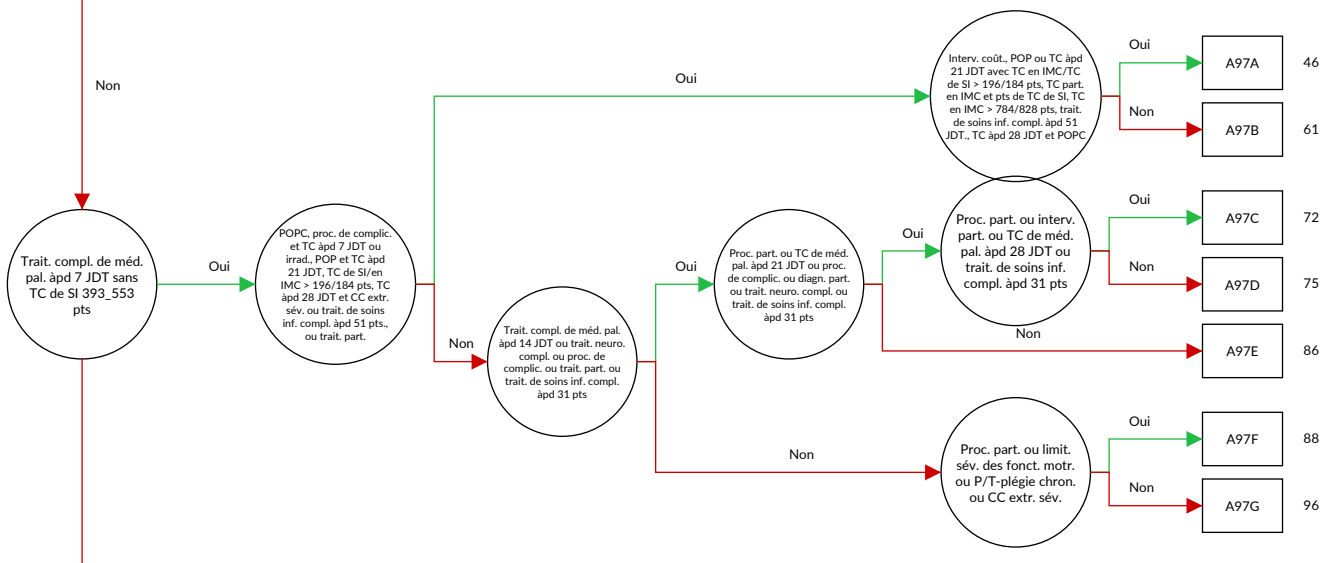 Non
Trait. compl. de méd.
pal. àpd 7 JDT sans
TC de SI 393_553
pts
Oui
POPC, proc. de complic.
et TC àpd 7 JDT ou
irrad., POP et TC àpd
21 JDT, TC de SI/en
IMC > 196/184 pts, TC
àpd 28 JDT et CC extr.
sév. ou trait. de soins
inf. compl. àpd 51 pts.,
ou trait. part.
Oui
Interv. coût., POP ou TC àpd
21 JDT avec TC en IMC/TC
de SI > 196/184 pts, TC part.
en IMC et pts de TC de SI, TC
en IMC > 784/828 pts, trait.
de soins inf. compl. àpd 51
JDT., TC àpd 28 JDT et POPC
Oui
A97A
46
Non
A97B
61
Non
Trait. compl. de méd. pal.
àpd 14 JDT ou trait. neuro.
compl. ou proc. de
complic. ou trait. part. ou
trait. de soins inf. compl.
àpd 31 pts
Oui
Proc. part. ou TC de méd.
pal. àpd 21 JDT ou proc.
de complic. ou diagn. part.
ou trait. neuro. compl. ou
trait. de soins inf. compl.
àpd 31 pts
Oui
Proc. part. ou interv.
part. ou TC de méd.
pal. àpd 28 JDT ou
trait. de soins inf.
compl. àpd 31 pts
Oui
A97C
72
Non
A97D
75
Non
A97E
86
Non
Proc. part. ou limit.
sév. des fonct. motr.
ou P/T-plégie chron.
ou CC extr. sév.
Oui
A97F
88
Non
A97G
96